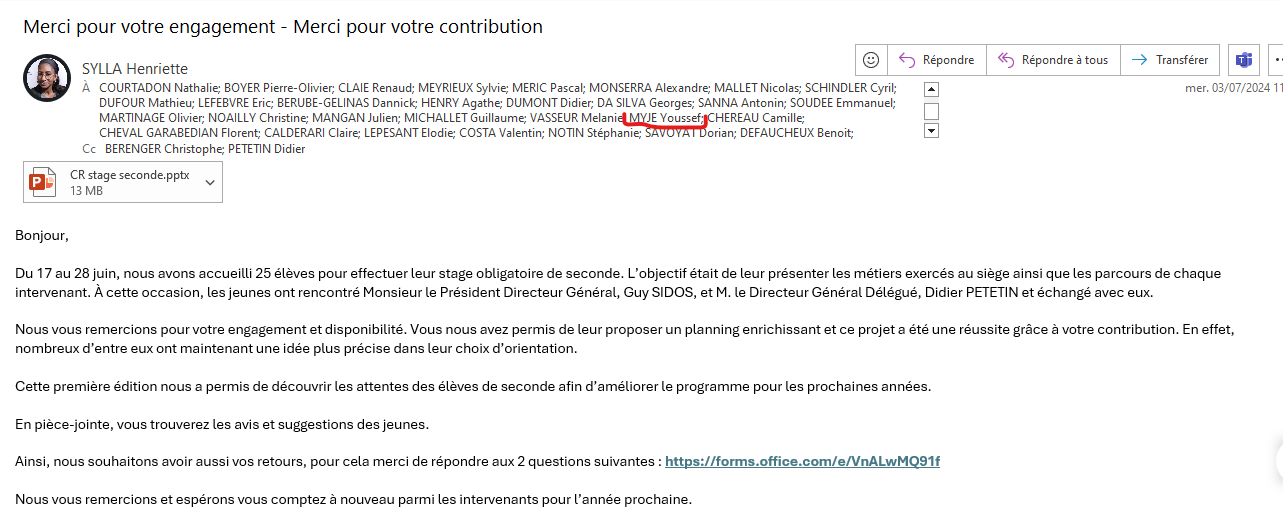 Merci pour votre engagement - Merci pour votre contribution
SYLLA Henriette
Répondre
Répondre à tous
Transférer
À COURTADON Nathalie; BOYER Pierre-Olivier; CLAIE Renaud; MEYRIEUX Sylvie; MERIC Pascal; MONSERRA Alexandre; MALLET Nicolas; SCHINDLER Cyril;
mer. 03/07/2024 11
DUFOUR Mathieu; LEFEBVRE Eric; BERUBE-GELINAS Dannick; HENRY Agathe; DUMONT Didier; DA SILVA Georges; SANNA Antonin; SOUDEE Emmanuel;
MARTINAGE Olivier; NOAILLY Christine; MANGAN Julien; MICHALLET Guillaume; VASSEUR Melanie; MYJE Youssef; CHEREAU Camille;
CHEVAL GARABEDIAN Florent; CALDERARI Claire; LEPESANT Elodie; COSTA Valentin; NOTIN Stéphanie; SAVOYAT Dorian; DEFAUCHEUX Benoit;
Cc BERENGER Christophe; PETETIN Didier
CR stage seconde.pptx
13 MB
Bonjour,
Du 17 au 28 juin, nous avons accueilli 25 élèves pour effectuer leur stage obligatoire de seconde. L’objectif était de leur présenter les métiers exercés au siège ainsi que les parcours de chaque
intervenant. À cette occasion, les jeunes ont rencontré Monsieur le Président Directeur Général, Guy SIDOS, et M. le Directeur Général Délégué, Didier PETETIN et échangé avec eux.
Nous vous remercions pour votre engagement et disponibilité. Vous nous avez permis de leur proposer un planning enrichissant et ce projet a été une réussite grâce à votre contribution. En effet,
nombreux d’entre eux ont maintenant une idée plus précise dans leur choix d’orientation.
Cette première édition nous a permis de découvrir les attentes des élèves de seconde afin d’améliorer le programme pour les prochaines années.
En pièce-jointe, vous trouverez les avis et suggestions des jeunes.
Ainsi, nous souhaitons avoir aussi vos retours, pour cela merci de répondre aux 2 questions suivantes : https://forms.office.com/e/VnALwMQ91f
Nous vous remercions et espérons vous comptez à nouveau parmi les intervenants pour l’année prochaine.